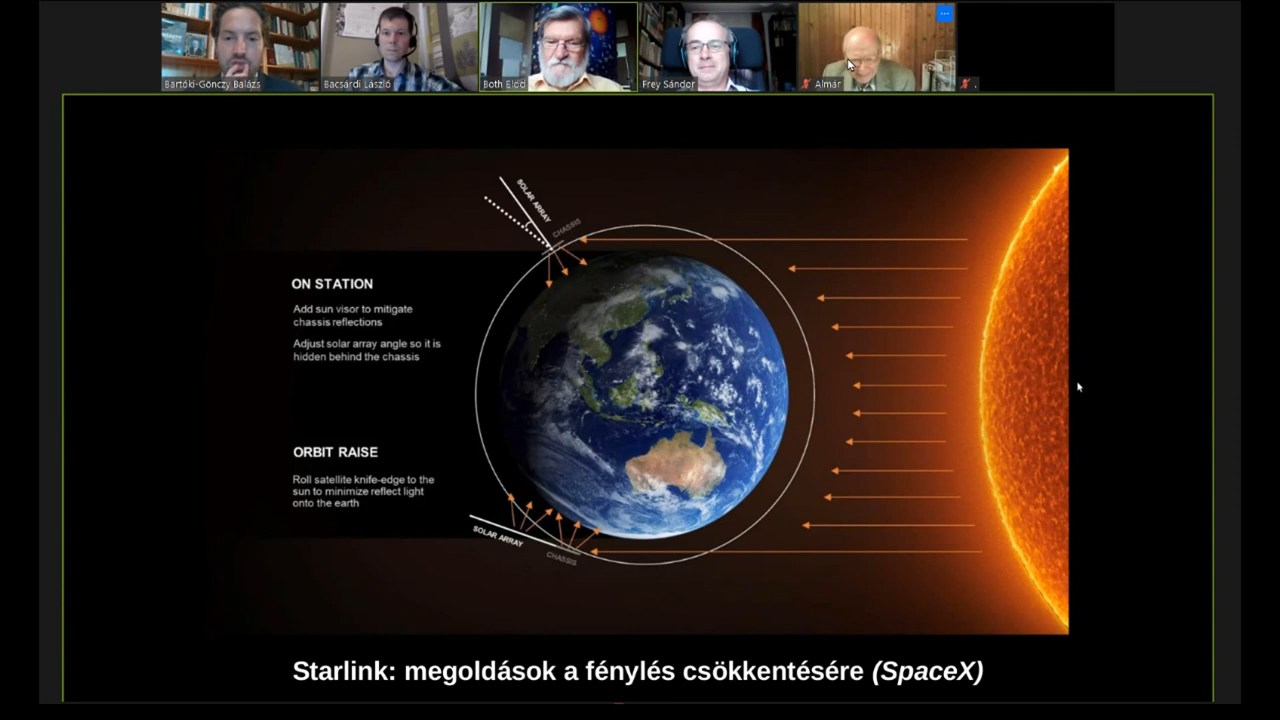 Bartóki-Gönczy Balázs
Bacsárdi László
Both Előd
Frey Sándor
Almár
.
SOLAR ARRAY
CHASSIS
ON STATION
Add sun visor to mitigate
chassis reflections
Adjust solar array angle so it is
hidden behind the chassis
ORBIT RAISE
Roll satellite knife-edge to the
sun to minimize reflect light
onto the earth
SOLAR ARRAY
CHASSIS
Starlink: megoldások a fénylés csökkentésére (SpaceX)